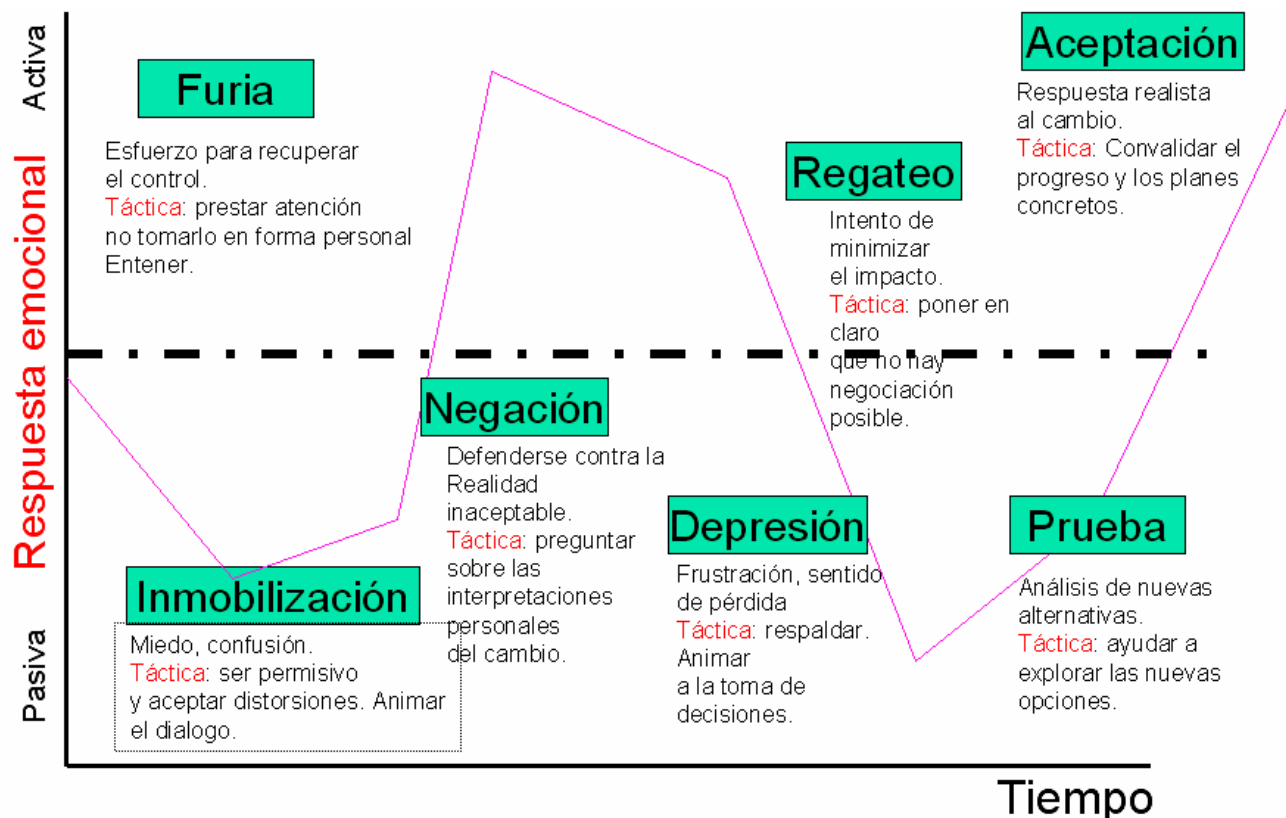 Activa
Respuesta emocional
Pasiva
Furia
Esfuerzo para recuperar
el control.
Táctica: prestar atención
no tomarlo en forma personal
Entener.
Inmobilización
Miedo, confusión.
Táctica: ser permisivo
y aceptar distorsiones. Animar
el dialogo.
Negación
Defenderse contra la
Realidad
inaceptable.
Táctica: preguntar
sobre las
interpretaciones
personales
del cambio.
Depresión
Frustración, sentido
de pérdida
Táctica: respaldar.
Animar
a la toma de
decisiones.
Regateo
Intento de
minimizar
el impacto.
Táctica: poner en
claro
que no hay
negociación
posible.
Aceptación
Respuesta realista
al cambio.
Táctica: Convalidar el
progreso y los planes
concretos.
Prueba
Análisis de nuevas
alternativas.
Táctica: ayudar a
explorar las nuevas
opciones.
Tiempo